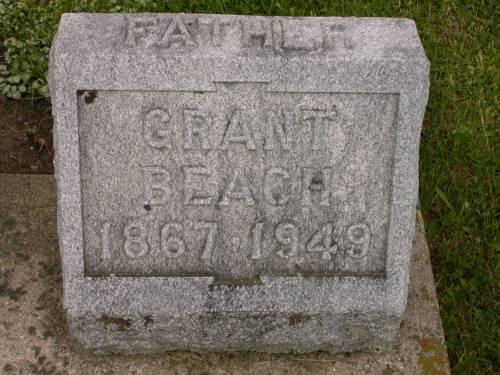 FATHER
GRANT
BEACH
1867 · 1949